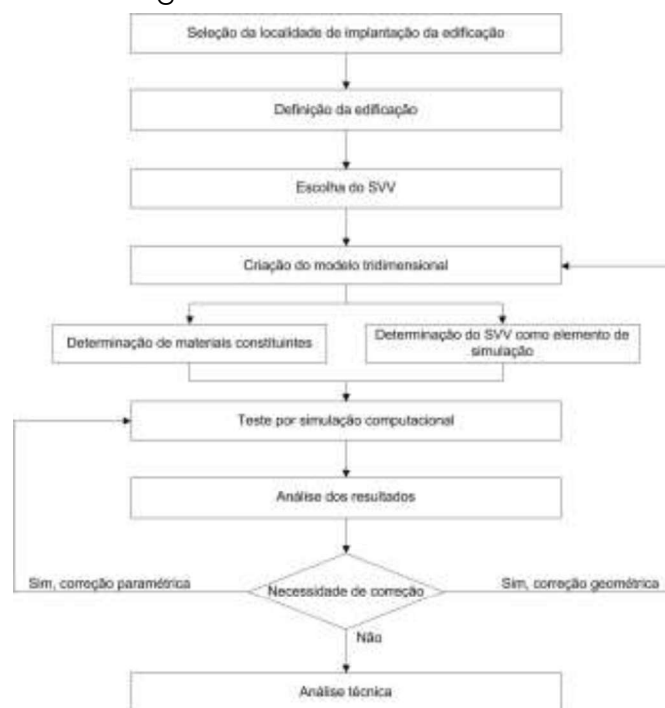 Seleção da localidade de implantação da edificação
Definição da edificação
Escolha do SVV
Criação do modelo tridimensional
Determinação de materiais constituintes
Determinação do SVV como elemento de
simulação
Teste por simulação computacional
Análise dos resultados
Sim, correção paramétrica
Necessidade de correção
Sim, correção geométrica
Não
Análise técnica